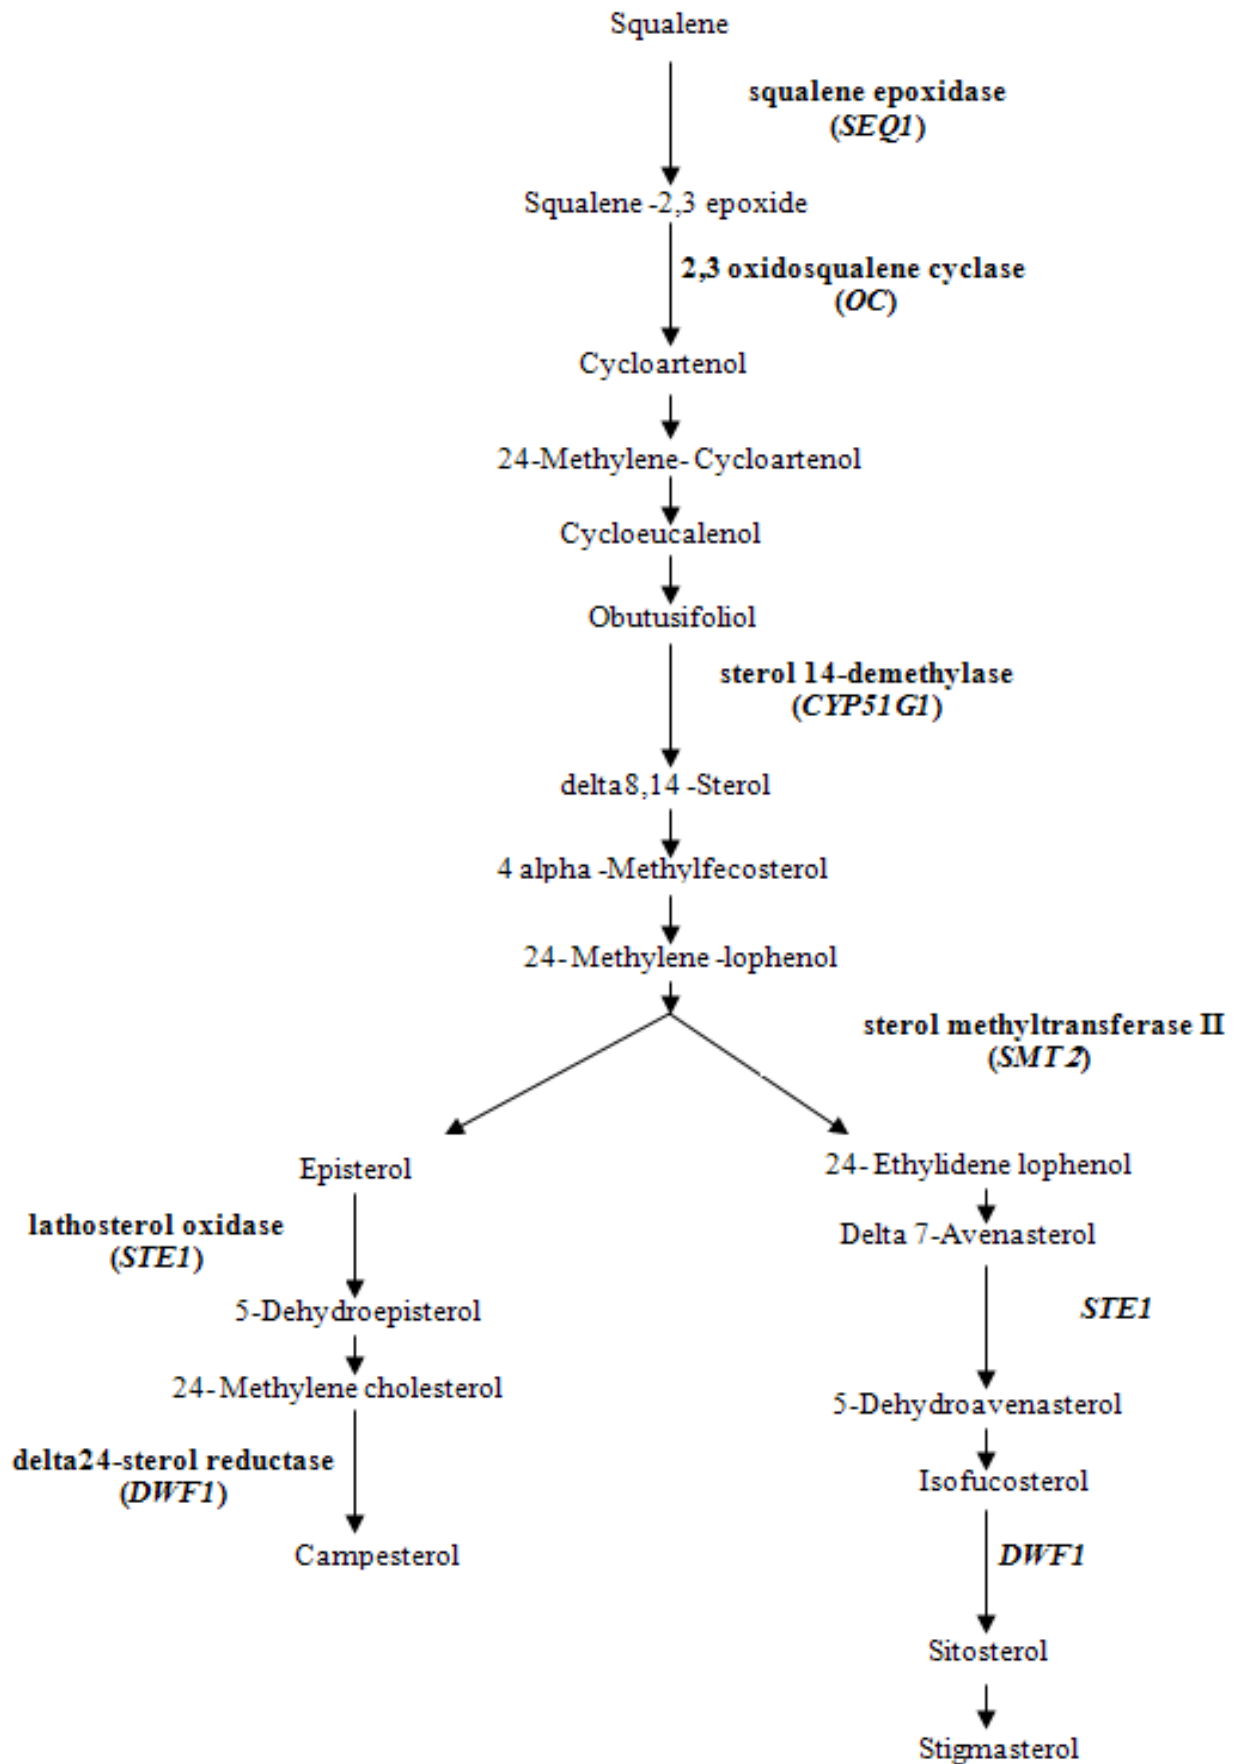 Squalene
squalene epoxidase
(SEQ1)
Squalene -2,3 epoxide
2,3 oxidosqualene cyclase
(OC)
Cycloartenol
24-Methylene- Cycloartenol
Cycloeucalenol
Obutusifoliol
sterol 14-demethylase
(CYP51G1)
delta8,14 -Sterol
4 alpha -Methylfecosterol
24- Methylene -lophenol
sterol methyltransferase II
(SMT2)
Episterol
lathosterol oxidase
(STE1)
5-Dehydroepisterol
24- Methylene cholesterol
delta24-sterol reductase
(DWF1)
Campesterol
24- Ethylidene lophenol
Delta 7-Avenasterol
STE1
5-Dehydroavenasterol
Isofucosterol
DWF1
Sitosterol
Stigmasterol